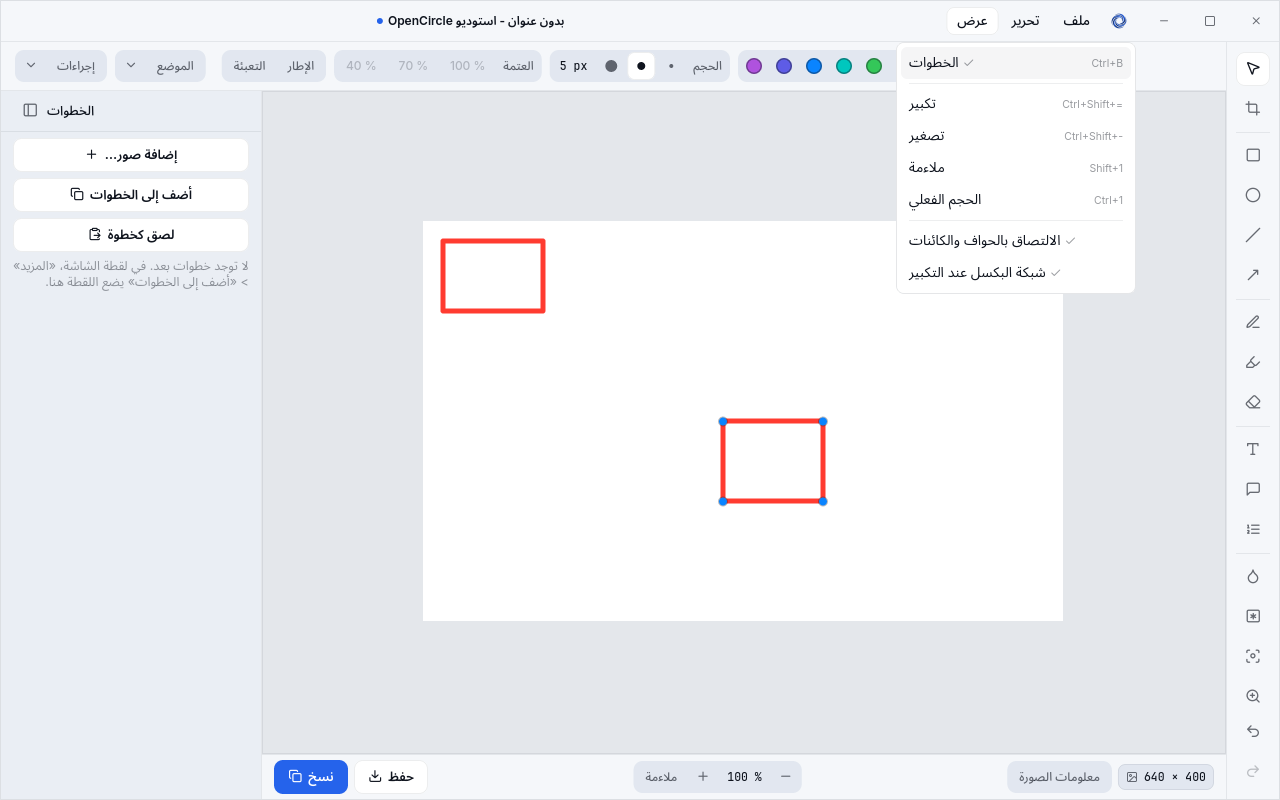 ملف
تحرير
عرض
بدون عنوان - استوديو OpenCircle
الحجم
5 px
العتمة
100 %
70 %
40 %
الإطار
التعبئة
الموضع
إجراءات
الخطوات Ctrl+B
تكبير Ctrl+Shift+=
تصغير Ctrl+Shift+-
ملاءمة Shift+1
الحجم الفعلي Ctrl+1
الالتصاق بالحواف والكائنات
شبكة البكسل عند التكبير
الخطوات
إضافة صور...
أضف إلى الخطوات
لصق كخطوة
لا توجد خطوات بعد. في لقطة الشاشة، «المزيد»
> «أضف إلى الخطوات» يضع اللقطة هنا.
640 × 400
معلومات الصورة
100 %
ملاءمة
حفظ
نسخ